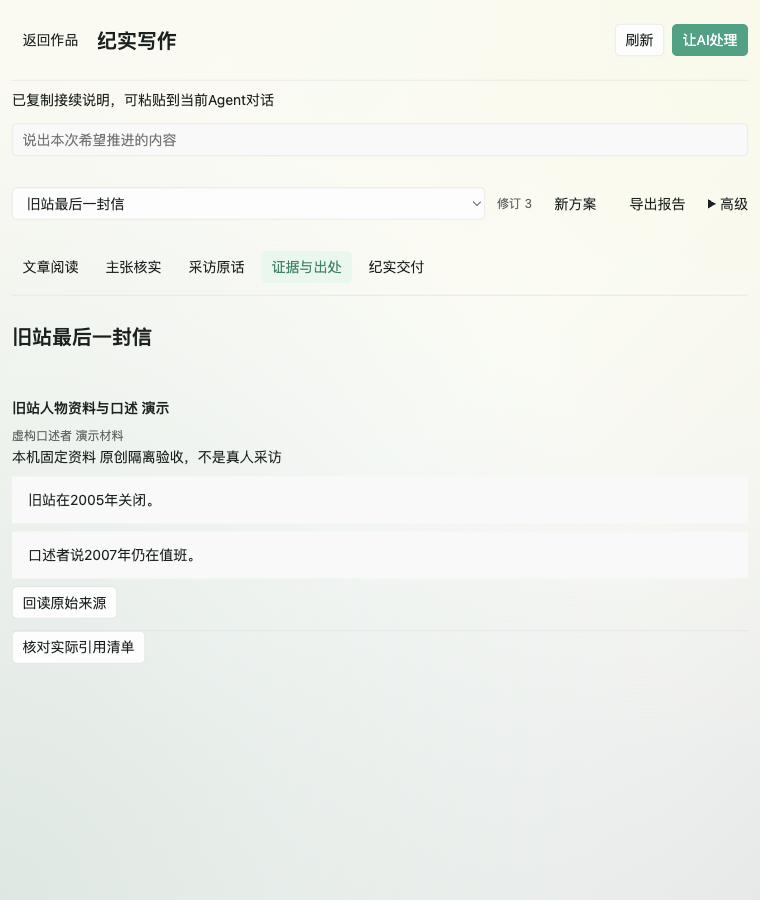 返回作品 纪实写作 刷新 让AI处理
已复制接续说明，可粘贴到当前Agent对话
说出本次希望推进的内容
旧站最后一封信 修订 3 新方案 导出报告 ▶ 高级
文章阅读 主张核实 采访原话 证据与出处 纪实交付
旧站最后一封信
旧站人物资料与口述 演示
虚构口述者 演示材料
本机固定资料 原创隔离验收，不是真人采访
旧站在2005年关闭。
口述者说2007年仍在值班。
回读原始来源
核对实际引用清单